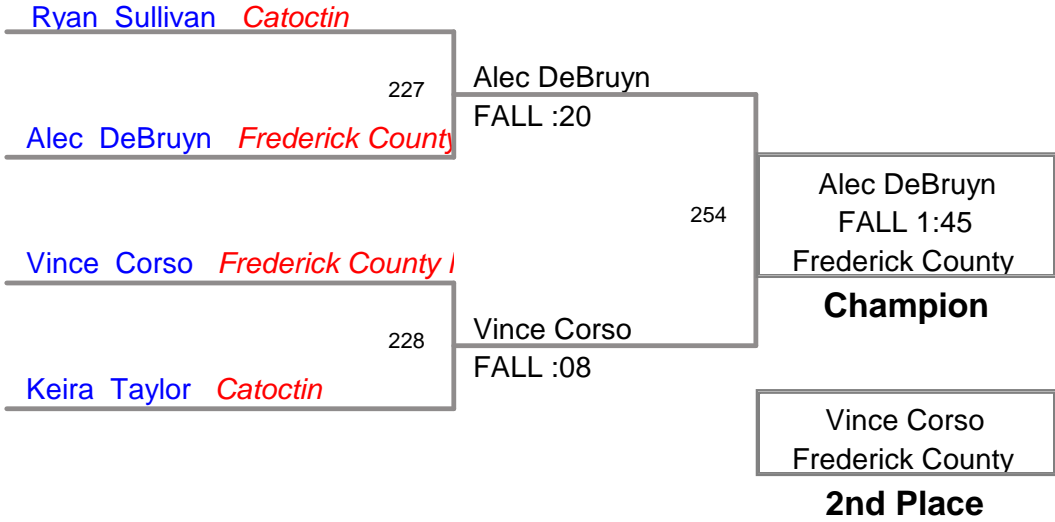 Ryan Sullivan Catoctin
227
Alec DeBruyn
FALL :20
Alec DeBruyn Frederick County
254
Alec DeBruyn
FALL 1:45
Frederick County
Champion
Vince Corso Frederick County
228
Vince Corso
FALL :08
Keira Taylor Catoctin
Vince Corso
Frederick County
2nd Place